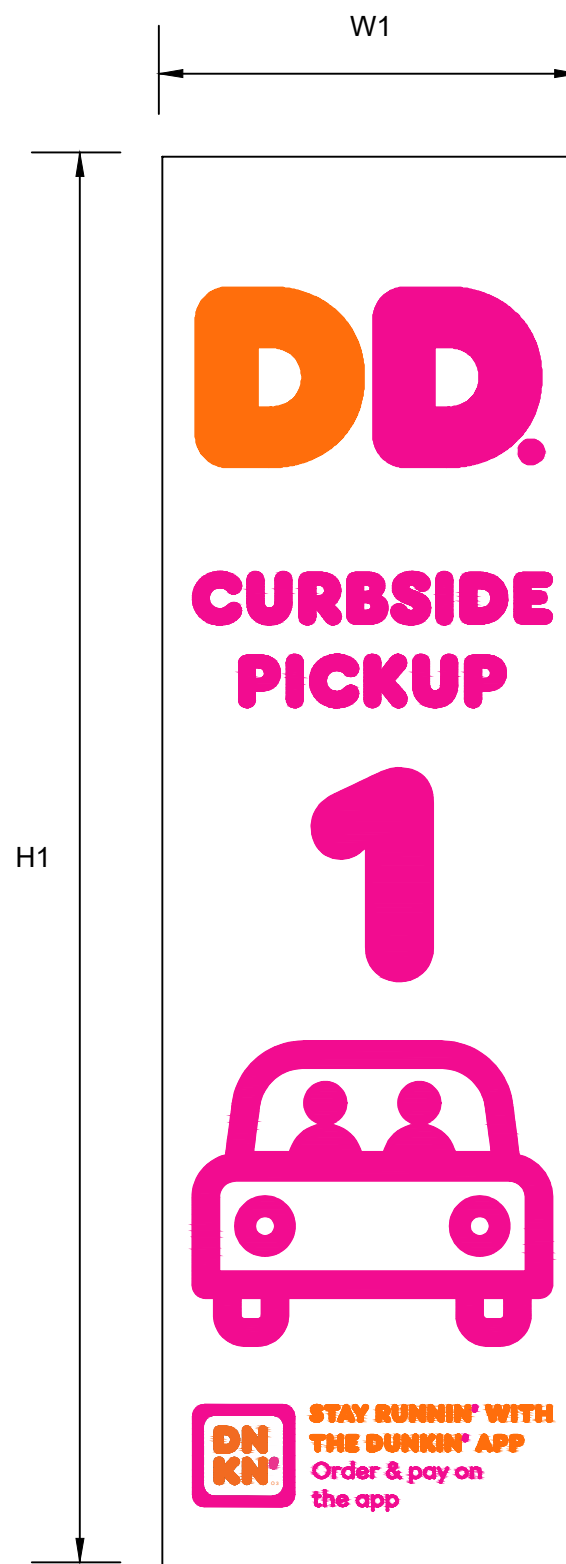 W1
H1
DD.
CURBSIDE
PICKUP
1
DN
KN'
STAY RUNNIN' WITH
THE DUNKIN' APP
Order & pay on
the app